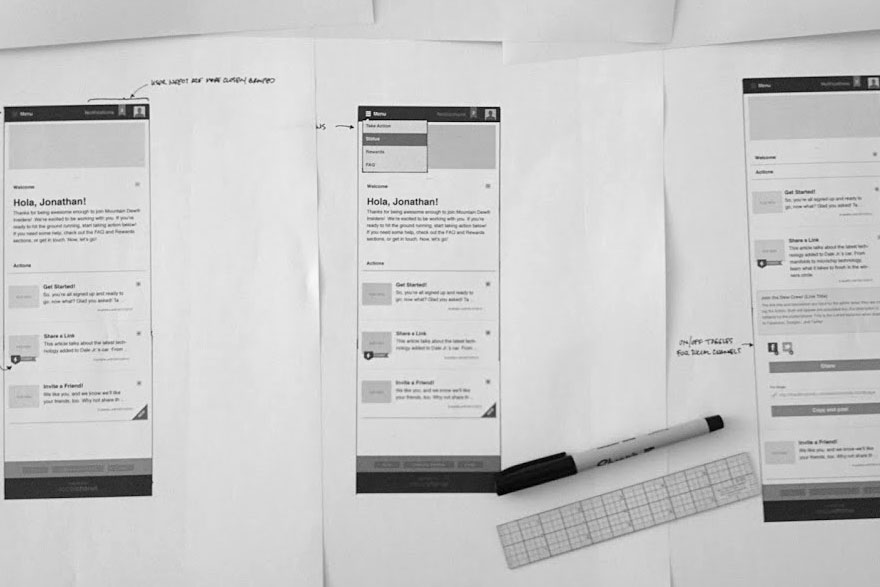 USER INFO
Menu
Notifications
Welcome
Hola, Jonathan!
Thanks for being awesome enough to join Mountain Dew®
Insiders! We're excited to be working with you. If you're
ready to hit the ground running, start taking action below!
If you need some help, check out the FAQ and Rewards
sections, or get in touch. Now, let's go!
Actions
Get Started!
So, you're all signed up and ready to
go, now what? Glad you asked! Ta ...
Share a Link
This article talks about the latest tech-
nology added to Dale Jr.'s car. From ...
Invite a Friend!
We like you, and we know we'll like
your friends, too. Why not share th ...
Menu
Notifications
Take Action
Status
Rewards
FAQ
Welcome
Hola, Jonathan!
Thanks for being awesome enough to join Mountain Dew®
Insiders! We're excited to be working with you. If you're
ready to hit the ground running, start taking action below!
If you need some help, check out the FAQ and Rewards
sections, or get in touch. Now, let's go!
Actions
Get Started!
So, you're all signed up and ready to
go, now what? Glad you asked! Ta ...
Share a Link
This article talks about the latest tech-
nology added to Dale Jr.'s car. From ...
Invite a Friend!
We like you, and we know we'll like
your friends, too. Why not share th ...
Sharpie
Menu
Notifications
Welcome
Actions
Get Started!
So, you're all signed up and ready to
go, now what? Glad you asked! Ta ...
Share a Link
This article talks about the latest tech-
nology added to Dale Jr.'s car. From
manifolds to microchip technology,
learn what it takes to finish in the win-
ners circle.
Join the Dew Crew! (Link Title)
ON/OFF TOGGLES
FOR SOCIAL CHANNELS
Share
Copy and post
Invite a Friend!
We like you, and we know we'll like
your friends, too. Why not share th ...